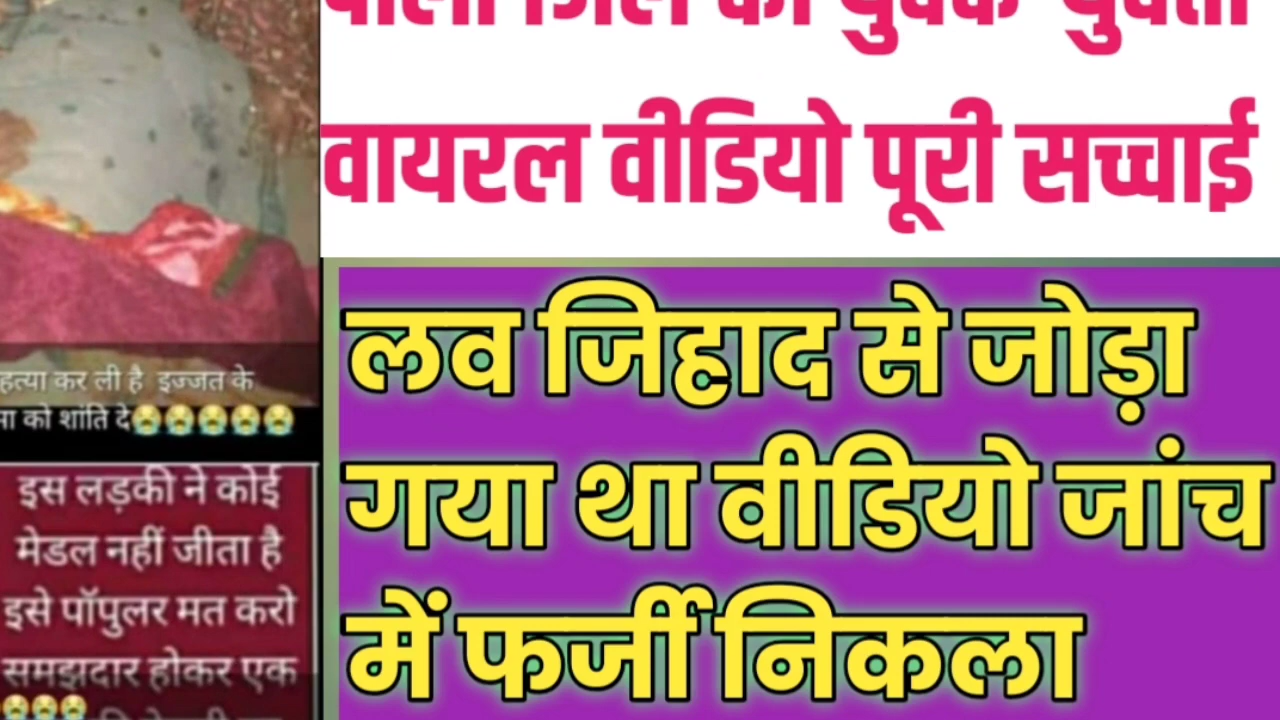 वायरल वीडियो पूरी सच्चाई
लव जिहाद से जोड़ा
गया था वीडियो जांच
में फर्जी निकला
हत्या कर ली है इज्जत के
को शांति दे😭😭😭😭😭
इस लड़की ने कोई
मेडल नहीं जीता है
इसे पॉपुलर मत करो
समझदार होकर एक
😭😭😭